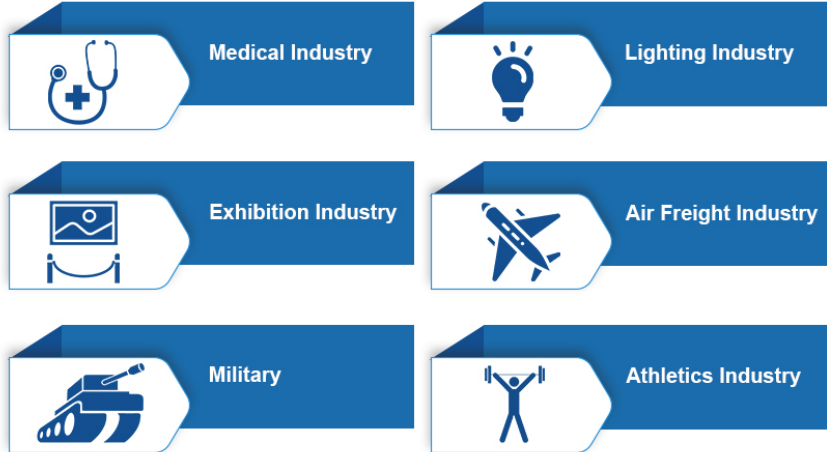 Medical Industry
Lighting Industry
Exhibition Industry
Air Freight Industry
Military
Athletics Industry